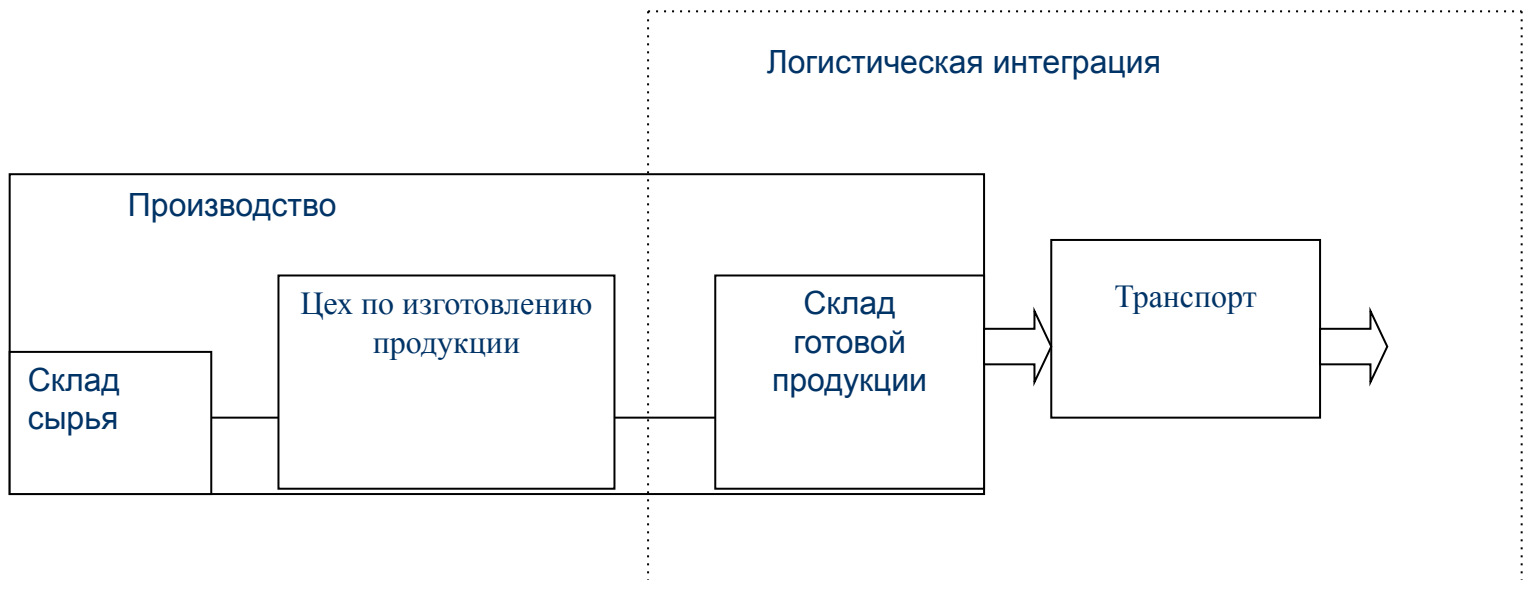 Логистическая интеграция
Производство
Цех по изготовлению
продукции
Склад
готовой
продукции
Транспорт
Склад
сырья